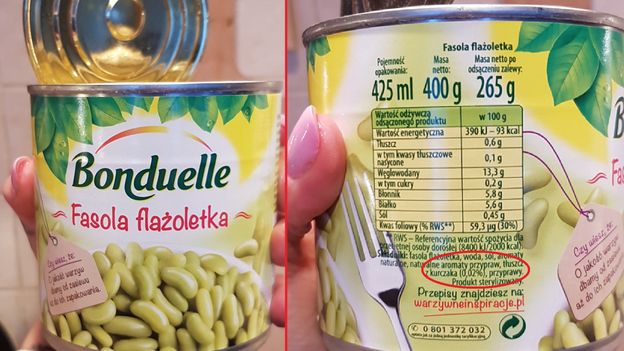 Bonduelle
Fasola flażoletka
Fasola flażoletka
Pojemność opakowania: 425 ml
Masa netto: 400 g
Masa netto po odsączeniu zalewy: 265 g
Wartość odżywcza odsączonego produktu w 100 g
Wartość energetyczna 390 kJ – 93 kcal
Tłuszcz 0,6 g
w tym kwasy tłuszczowe nasycone 0,1 g
Węglowodany 13,3 g
w tym cukry 0,2 g
Błonnik 5,8 g
Białko 5,6 g
Sól 0,45 g
Kwas foliowy (% RWS**) 59,3 µg (30%)
RWS – Referencyjna wartość spożycia dla
przeciętnej osoby dorosłej (8400 kJ/2000 kcal)
Składniki: fasola flażoletka, woda, sól, aromaty
naturalne, naturalne aromaty przypraw, tłuszcz
z kurczaka (0,02%), przyprawy.
Produkt sterylizowany.
Przepisy znajdziesz na:
warzywneinspiracje.pl
0 801 372 032
Czy wiesz, że:
O jakość warzyw
dbamy od zasiewu
aż do ich zapakowania.
Czy wiesz, że:
O jakość
dbamy od
aż do ich